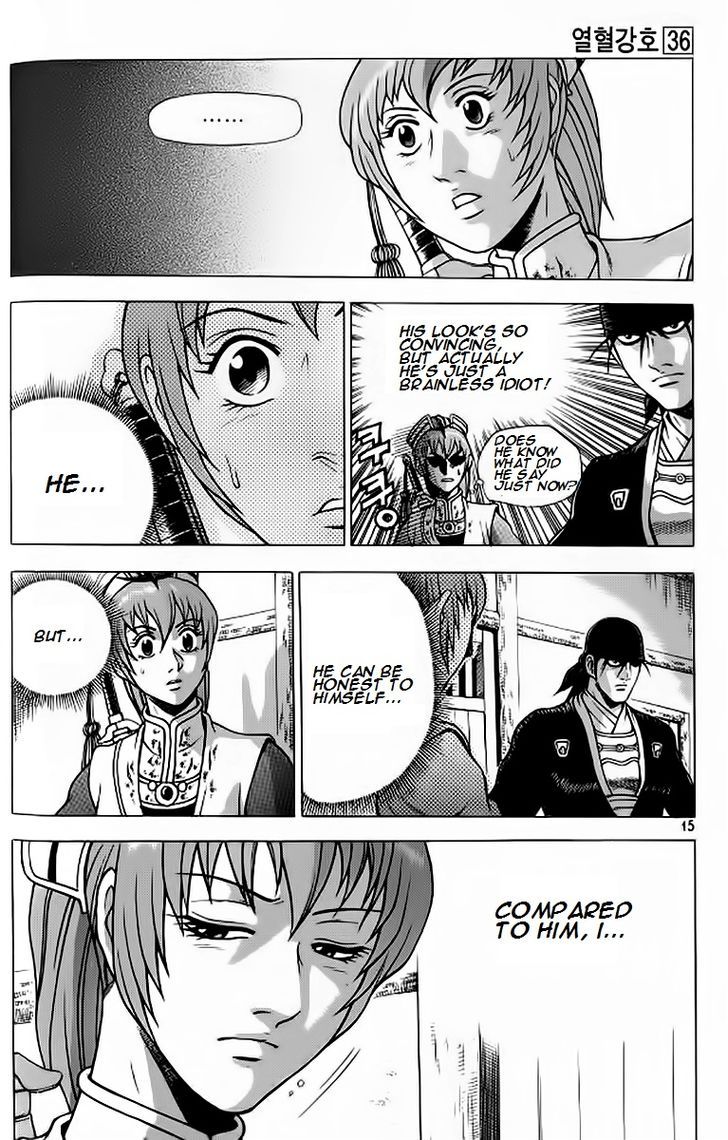 열혈강호 36
......
HE...
HIS LOOK'S SO
CONVINCING,
BUT ACTUALLY
HE'S JUST A
BRAINLESS IDIOT!
DOES
HE KNOW
WHAT DID
HE SAY
JUST NOW?
BUT...
HE CAN BE
HONEST TO
HIMSELF...
15
COMPARED
TO HIM, I...